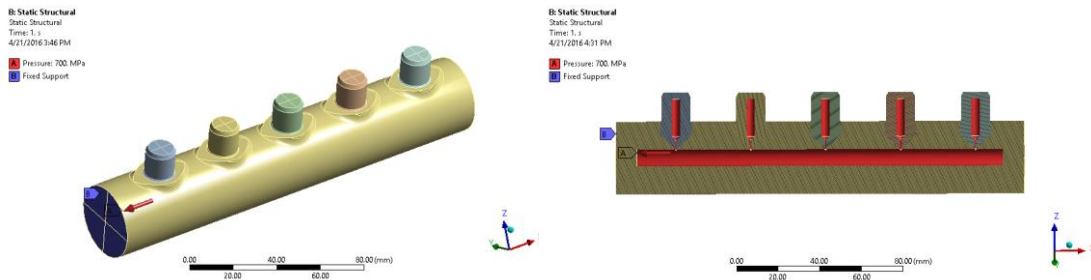 B: Static Structural
Static Structural
Time: 1. s
4/21/2016 3:46 PM
A Pressure: 700. MPa
B Fixed Support
B
Z
Y
0.00 40.00 80.00 (mm)
20.00 60.00
B: Static Structural
Static Structural
Time: 1. s
4/21/2016 4:31 PM
A Pressure: 700. MPa
B Fixed Support
B
A
Z
0.00 40.00 80.00 (mm)
20.00 60.00